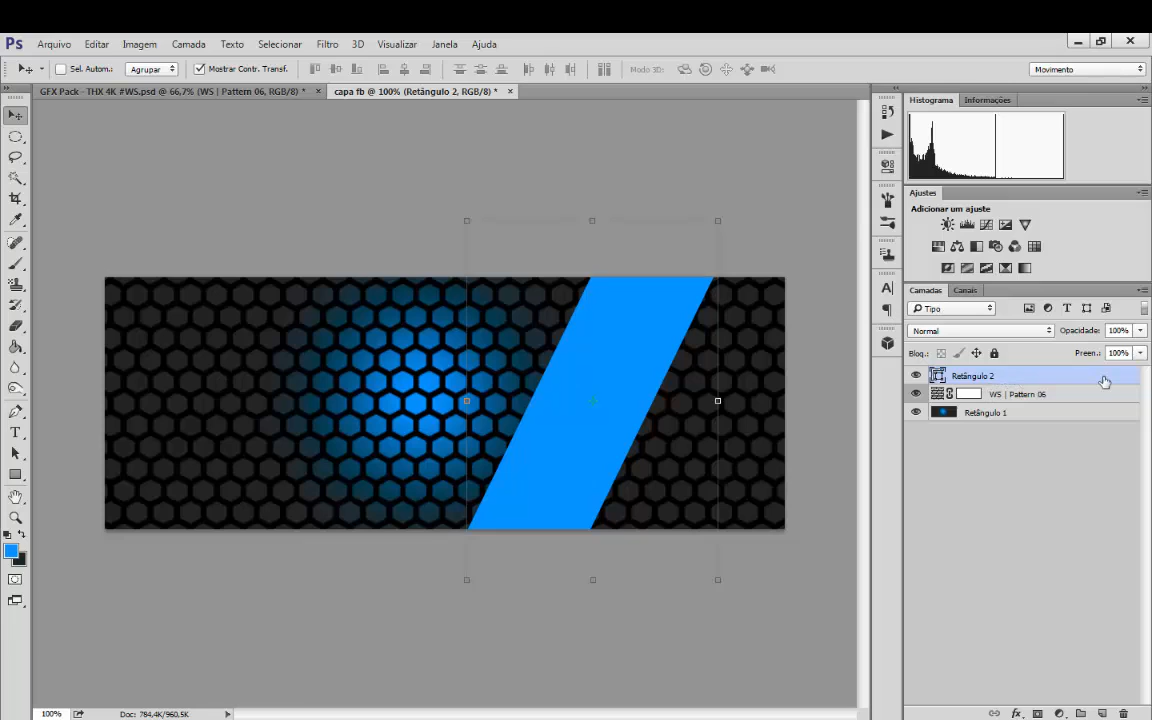 Ps Arquivo Editar Imagem Camada Texto Selecionar Filtro 3D Visualizar Janela Ajuda
Sel. Autom.: Agrupar Mostrar Contr. Transf. Modo 3D: Movimento
GFX Pack - THX 4K #WS.psd @ 66,7% (WS | Pattern 06, RGB/8) * × capa fb @ 100% (Retângulo 2, RGB/8) * ×
Histograma Informações
Ajustes
Adicionar um ajuste
Camadas Canais
Tipo
Normal Opacidade: 100%
Bloq.: Preen.: 100%
Retângulo 2
WS | Pattern 06
Retângulo 1
100% Doc: 784,4K/960,5K